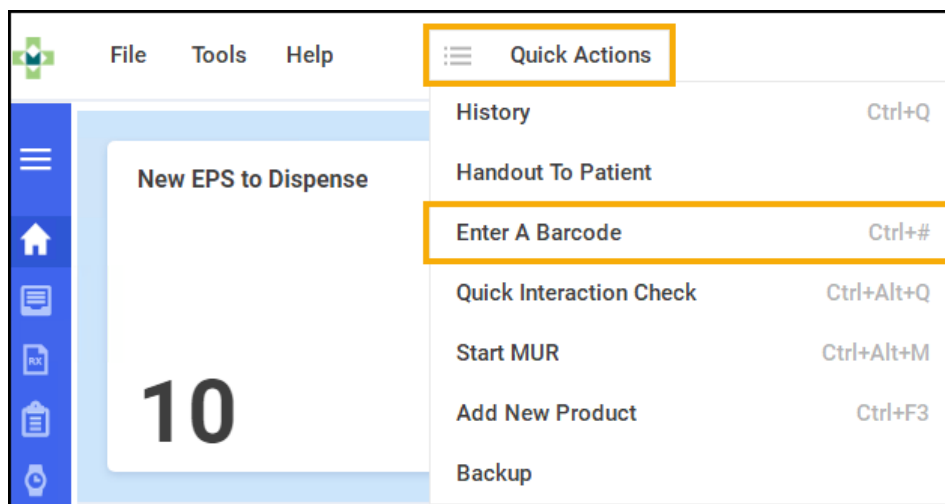 File Tools Help Quick Actions
History Ctrl+Q
New EPS to Dispense
Handout To Patient
Enter A Barcode Ctrl+#
Quick Interaction Check Ctrl+Alt+Q
RX
Start MUR Ctrl+Alt+M
10
Add New Product Ctrl+F3
Backup